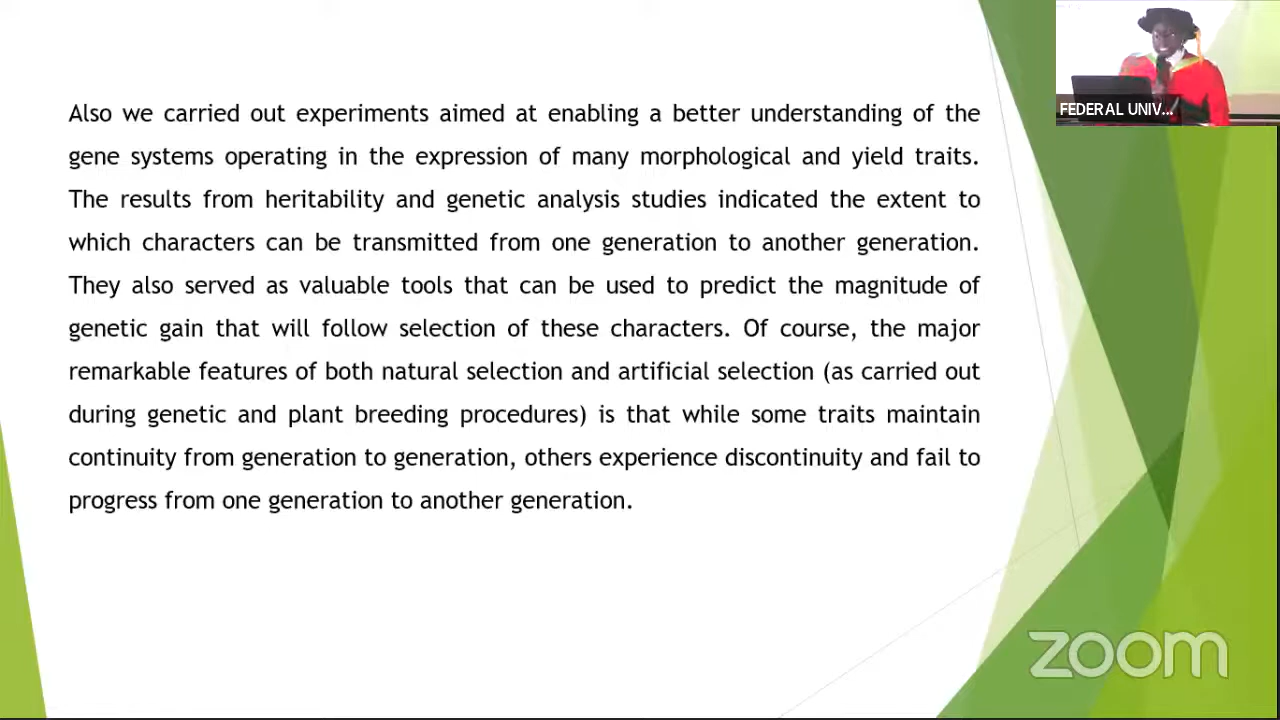 FEDERAL UNIV...
Also we carried out experiments aimed at enabling a better understanding of the
gene systems operating in the expression of many morphological and yield traits.
The results from heritability and genetic analysis studies indicated the extent to
which characters can be transmitted from one generation to another generation.
They also served as valuable tools that can be used to predict the magnitude of
genetic gain that will follow selection of these characters. Of course, the major
remarkable features of both natural selection and artificial selection (as carried out
during genetic and plant breeding procedures) is that while some traits maintain
continuity from generation to generation, others experience discontinuity and fail to
progress from one generation to another generation.
zoom